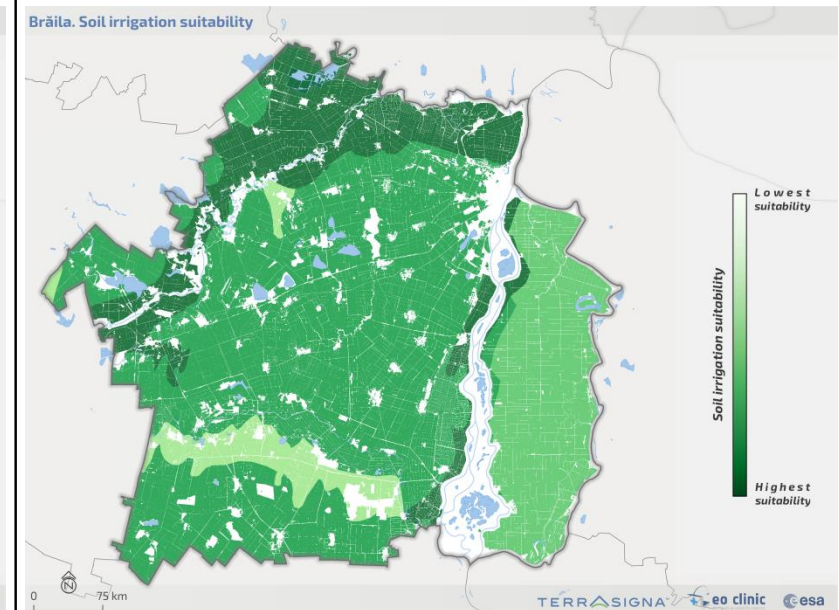 Brăila. Soil irrigation suitability
Lowest
suitability
Soil irrigation suitability
Highest
suitability
N
0 75 km
TERRASIGNA eo clinic esa